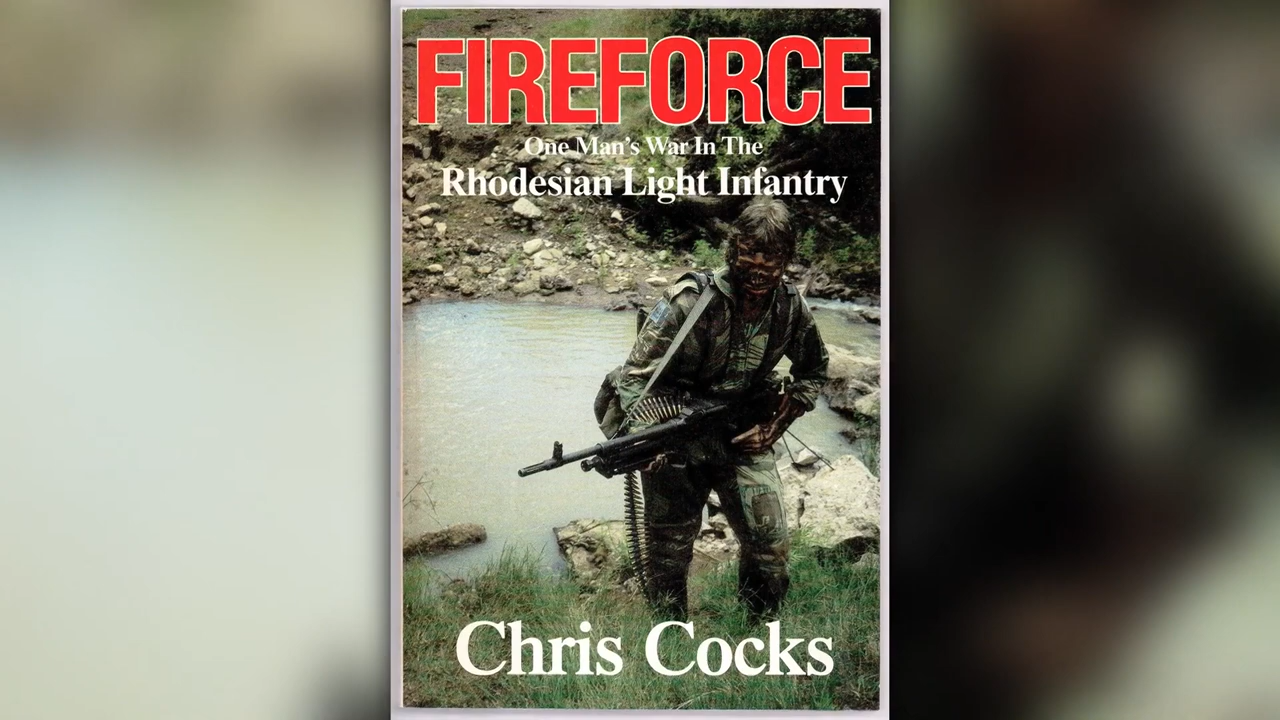 FIREFORCE
One Man's War In The
Rhodesian Light Infantry
Chris Cocks